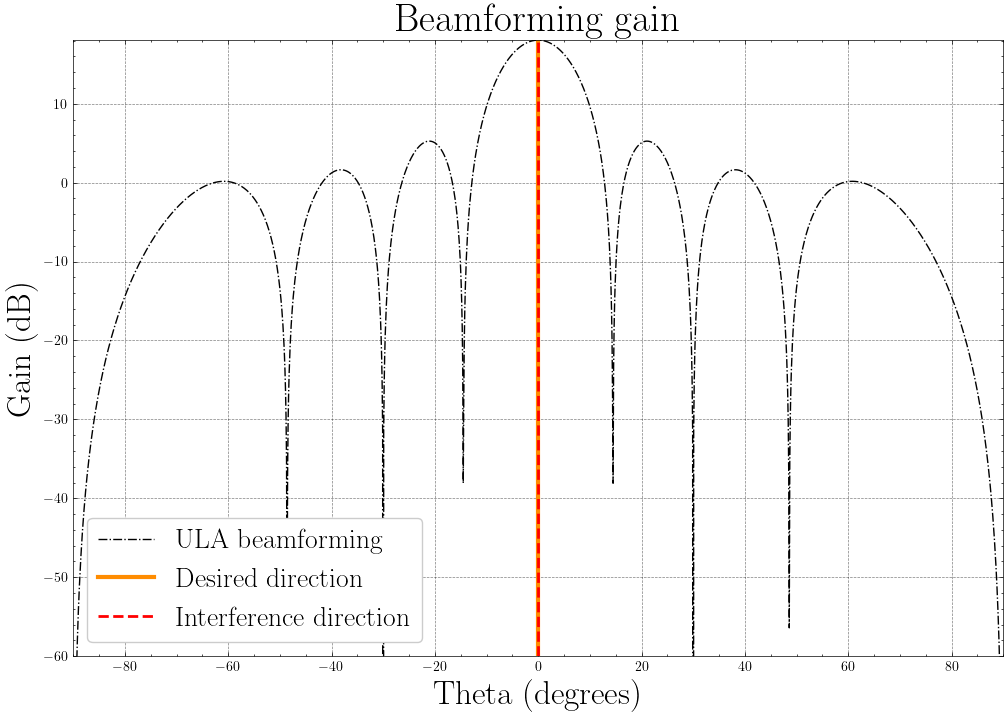 Beamforming gain
Gain (dB)
10
0
−10
−20
−30
−40
−50
−60
ULA beamforming
Desired direction
Interference direction
−80 −60 −40 −20 0 20 40 60 80
Theta (degrees)